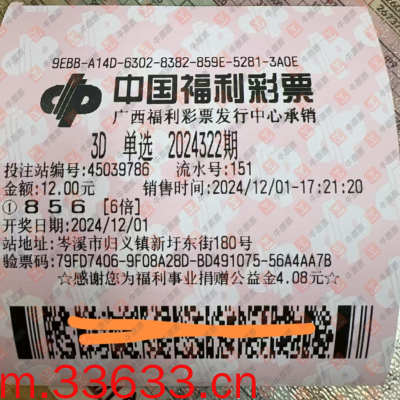 9EBB-A14D-6302-8382-859E-5281-3A0E
中国福利彩票
广西福利彩票发行中心承销
3D 单选 2024322期
投注站编号:45039786 流水号:151
金额:12.00元 销售时间:2024/12/01-17:21:20
①856 [6倍]
开奖日期:2024/12/01
站地址:岑溪市归义镇新圩东街180号
验票码:79FD7406-9F08A28D-BD491075-56A4AA7B
☆感谢您为福利事业捐赠公益金4.08元☆
m.33633.cn